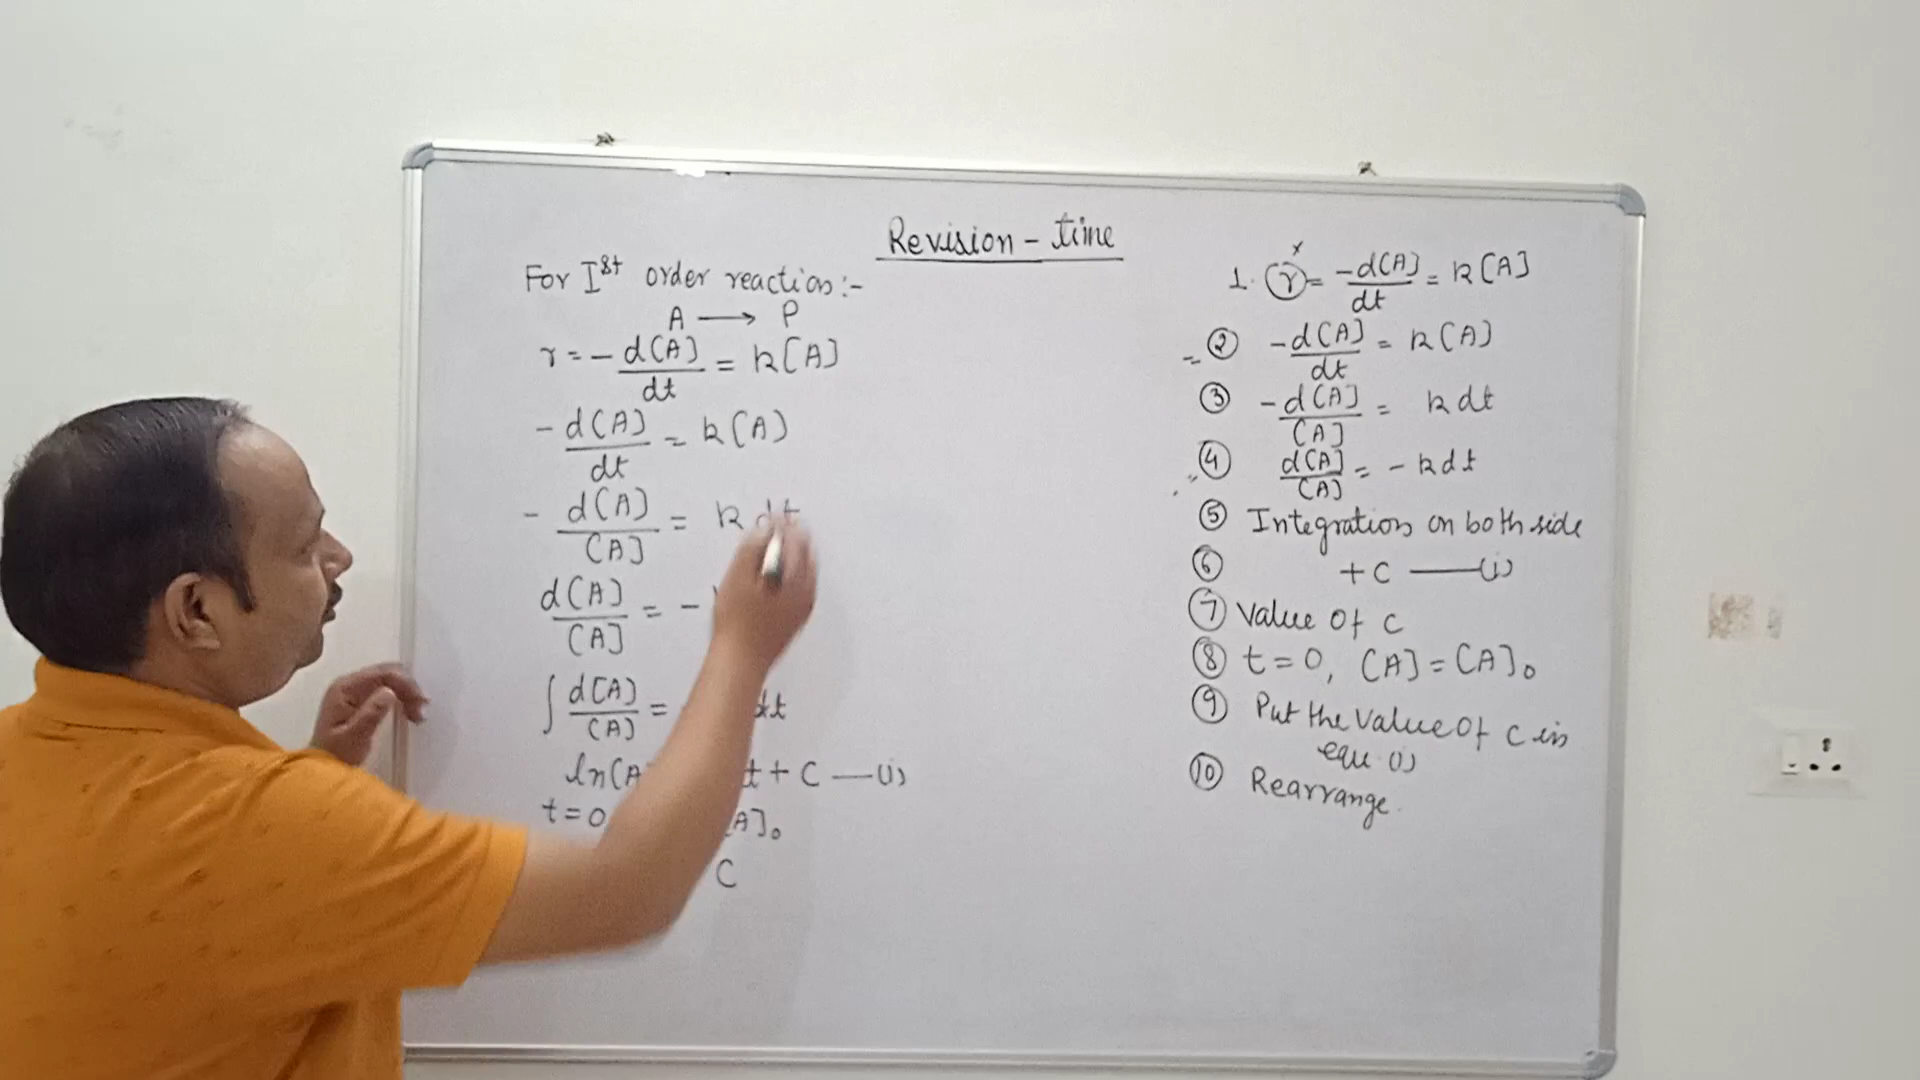 Revision - time
For Ist order reaction:-
A ⟶ P
r = - d[A]/dt = k[A]
- d[A]/dt = k[A]
- d[A]/[A] = k dt
d[A]/[A] = -
∫ d[A]/[A] = dt
ln[A t + C —(i)
t = 0 [A]₀
C
1. r = -d[A]/dt = k[A]
② -d[A]/dt = k[A]
③ -d[A]/[A] = k dt
④ d[A]/[A] = - k dt
⑤ Integration on both side
⑥ + C —(i)
⑦ Value of C
⑧ t = 0, [A] = [A]₀
⑨ Put the value of C in
equ. (i)
⑩ Rearrange.